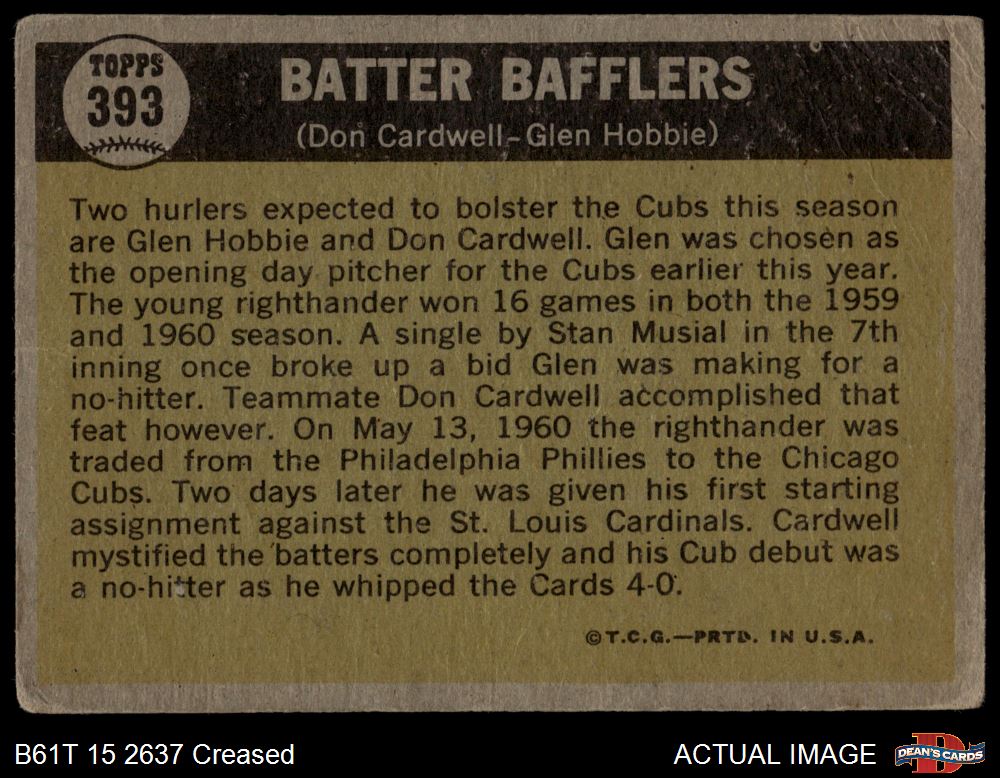 TOPPS
393
BATTER BAFFLERS
(Don Cardwell-Glen Hobbie)
Two hurlers expected to bolster the Cubs this season
are Glen Hobbie and Don Cardwell. Glen was chosen as
the opening day pitcher for the Cubs earlier this year.
The young righthander won 16 games in both the 1959
and 1960 season. A single by Stan Musial in the 7th
inning once broke up a bid Glen was making for a
no-hitter. Teammate Don Cardwell accomplished that
feat however. On May 13, 1960 the righthander was
traded from the Philadelphia Phillies to the Chicago
Cubs. Two days later he was given his first starting
assignment against the St. Louis Cardinals. Cardwell
mystified the batters completely and his Cub debut was
a no-hitter as he whipped the Cards 4-0.
©T.C.G.—PRTD. IN U.S.A.
B61T 15 2637 Creased
ACTUAL IMAGE
DEAN'S CARDS